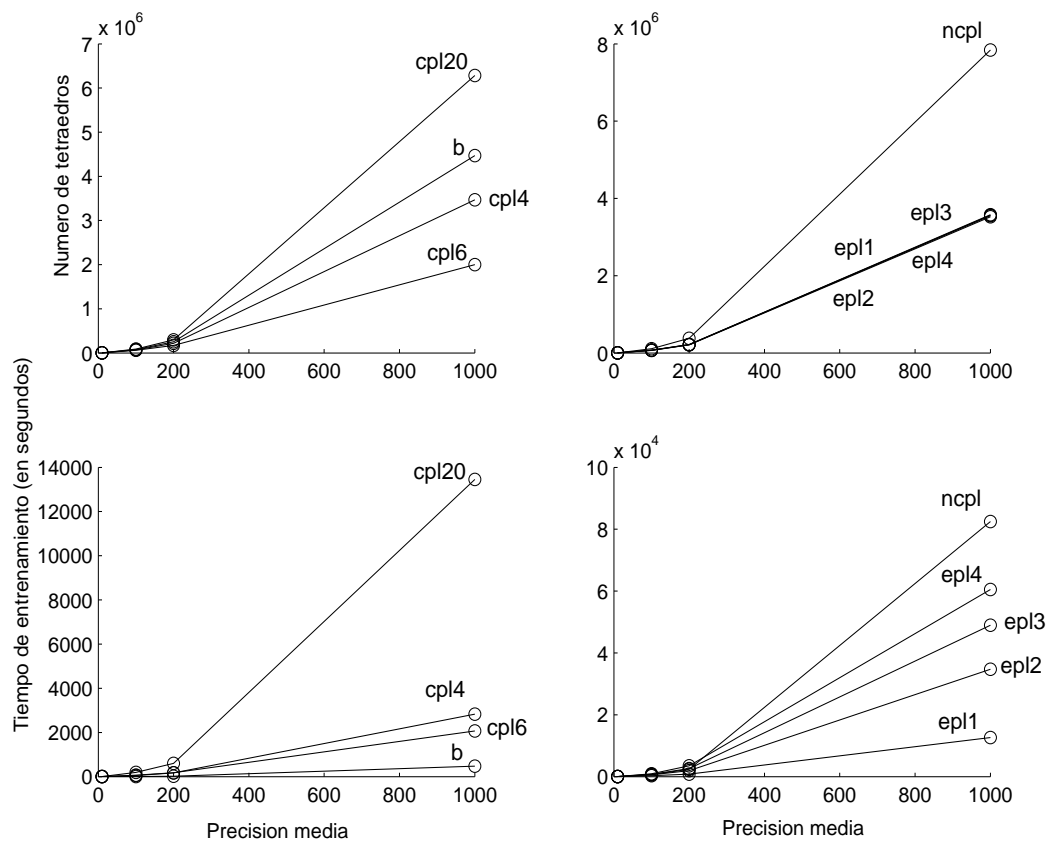 x 10^6
7
6
5
4
3
2
1
0
0 200 400 600 800 1000
Numero de tetraedros
cpl20
b
cpl4
cpl6
x 10^6
8
6
4
2
0
0 200 400 600 800 1000
ncpl
epl3
epl1
epl4
epl2
14000
12000
10000
8000
6000
4000
2000
0
0 200 400 600 800 1000
Tiempo de entrenamiento (en segundos)
Precision media
cpl20
cpl4
cpl6
b
x 10^4
10
8
6
4
2
0
0 200 400 600 800 1000
Precision media
ncpl
epl4
epl3
epl2
epl1